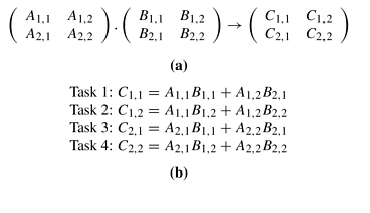 ( A1,1 A1,2 ) . ( B1,1 B1,2 ) → ( C1,1 C1,2 )
( A2,1 A2,2 ) ( B2,1 B2,2 ) ( C2,1 C2,2 )
(a)
Task 1: C1,1 = A1,1B1,1 + A1,2B2,1
Task 2: C1,2 = A1,1B1,2 + A1,2B2,2
Task 3: C2,1 = A2,1B1,1 + A2,2B2,1
Task 4: C2,2 = A2,1B1,2 + A2,2B2,2
(b)